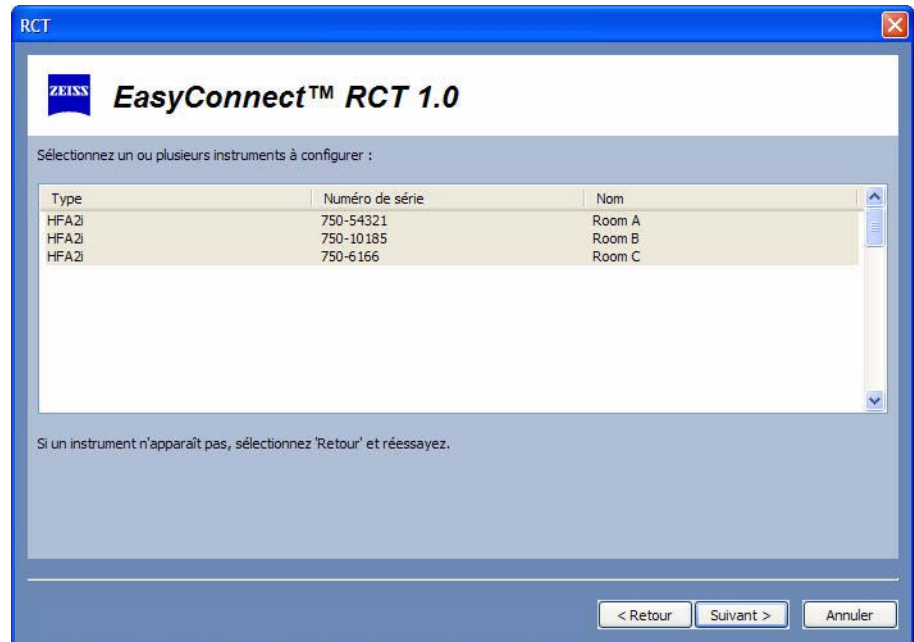 RCT
ZEISS
EasyConnect™ RCT 1.0
Sélectionnez un ou plusieurs instruments à configurer :
Type Numéro de série Nom
HFA2i 750-54321 Room A
HFA2i 750-10185 Room B
HFA2i 750-6166 Room C
Si un instrument n'apparaît pas, sélectionnez 'Retour' et réessayez.
< Retour Suivant > Annuler